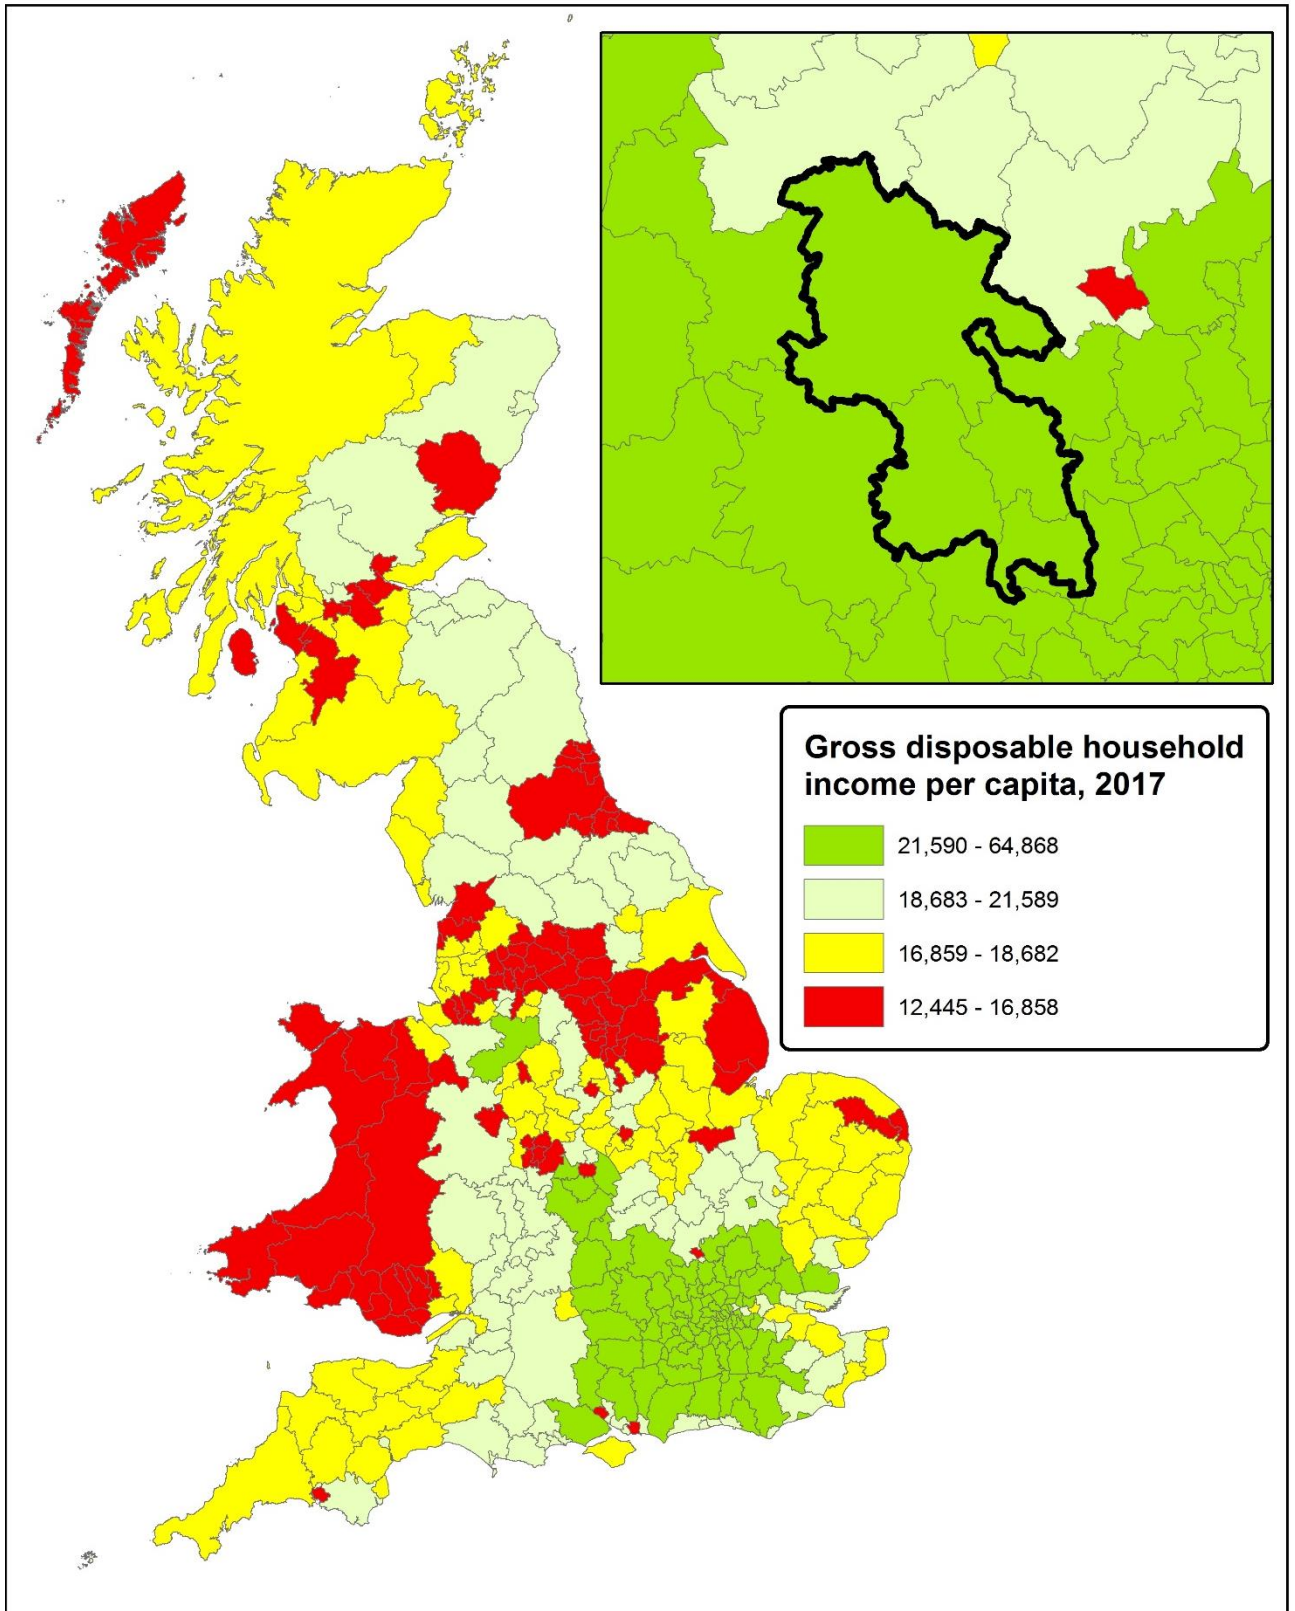 Gross disposable household
income per capita, 2017
21,590 - 64,868
18,683 - 21,589
16,859 - 18,682
12,445 - 16,858